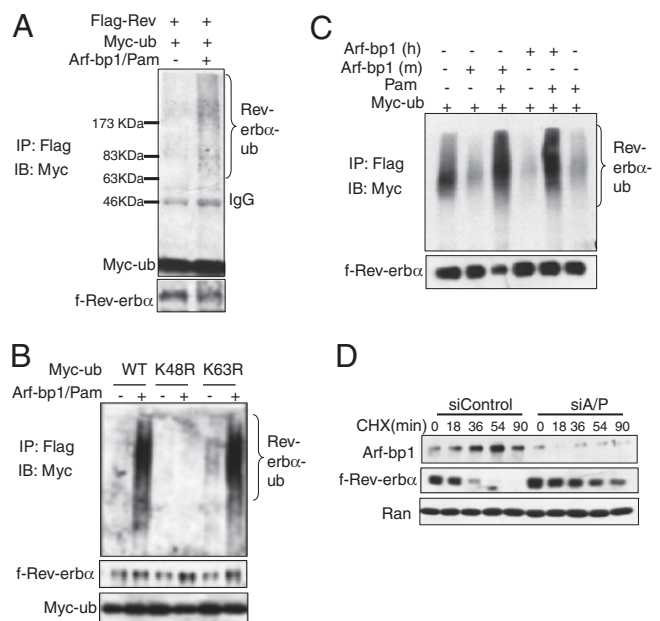 A
Flag-Rev + +
Myc-ub + +
Arf-bp1/Pam - +
173 KDa
83KDa
63KDa
46KDa
IP: Flag
IB: Myc
Rev-
erbα-
ub
IgG
Myc-ub
f-Rev-erbα
B
Myc-ub WT K48R K63R
Arf-bp1/Pam - + - + - +
IP: Flag
IB: Myc
Rev-
erbα-
ub
f-Rev-erbα
Myc-ub
C
Arf-bp1 (h) - - - + + -
Arf-bp1 (m) - + + - - -
Pam - - + - + +
Myc-ub + + + + + +
IP: Flag
IB: Myc
Rev-
erbα-
ub
f-Rev-erbα
D
siControl siA/P
CHX(min) 0 18 36 54 90 0 18 36 54 90
Arf-bp1
f-Rev-erbα
Ran